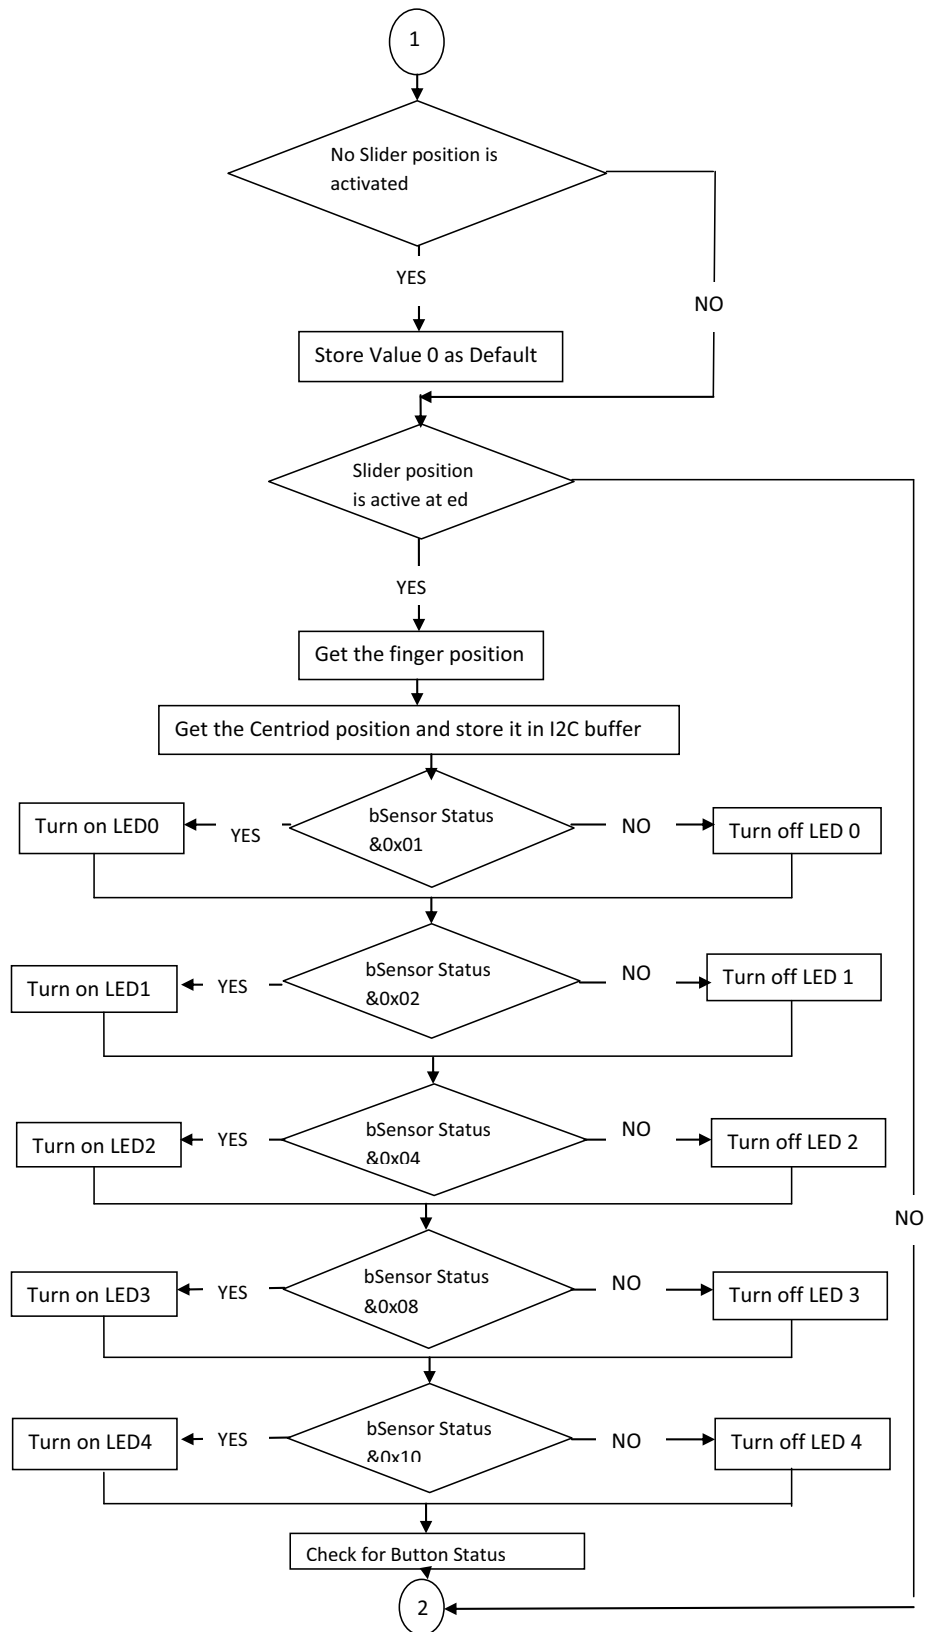 1
No Slider position is
activated
YES
NO
Store Value 0 as Default
Slider position
is active at ed
YES
Get the finger position
Get the Centriod position and store it in I2C buffer
Turn on LED0
YES
bSensor Status
&0x01
NO
Turn off LED 0
Turn on LED1
YES
bSensor Status
&0x02
NO
Turn off LED 1
Turn on LED2
YES
bSensor Status
&0x04
NO
Turn off LED 2
NO
Turn on LED3
YES
bSensor Status
&0x08
NO
Turn off LED 3
Turn on LED4
YES
bSensor Status
&0x10
NO
Turn off LED 4
Check for Button Status
2